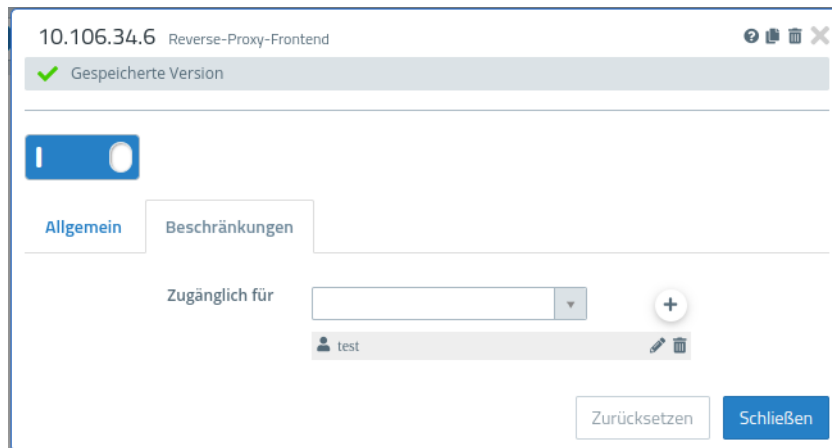 10.106.34.6 Reverse-Proxy-Frontend
Gespeicherte Version
Allgemein Beschränkungen
Zugänglich für
test
Zurücksetzen Schließen